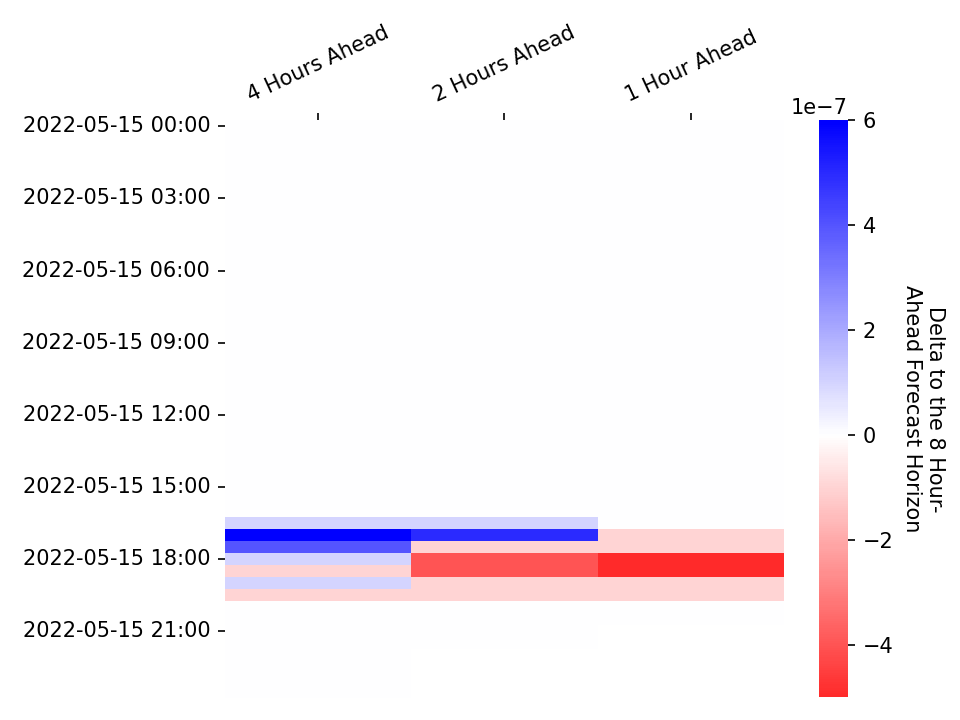 4 Hours Ahead
2 Hours Ahead
1 Hour Ahead
2022-05-15 00:00
2022-05-15 03:00
2022-05-15 06:00
2022-05-15 09:00
2022-05-15 12:00
2022-05-15 15:00
2022-05-15 18:00
2022-05-15 21:00
1e−7
6
4
2
0
−2
−4
Delta to the 8 Hour-
Ahead Forecast Horizon